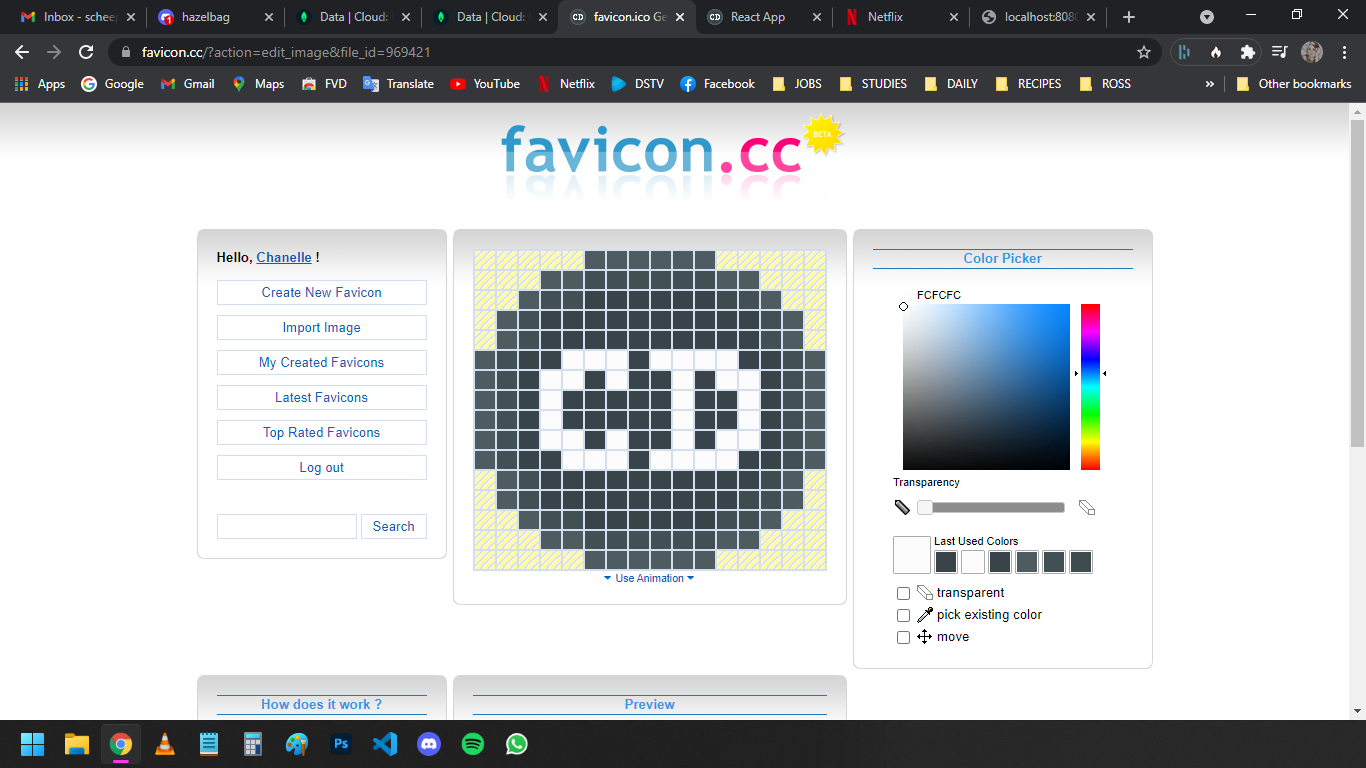 Inbox - schee
hazelbag
Data | Cloud:
Data | Cloud:
favicon.ico Ge
React App
Netflix
localhost:8080
favicon.cc/?action=edit_image&file_id=969421
Apps
Google
Gmail
Maps
FVD
Translate
YouTube
Netflix
DSTV
Facebook
JOBS
STUDIES
DAILY
RECIPES
ROSS
»
Other bookmarks
favicon.cc
BETA
Hello, Chanelle !
Create New Favicon
Import Image
My Created Favicons
Latest Favicons
Top Rated Favicons
Log out
Search
CD
Use Animation
Color Picker
FCFCFC
Transparency
Last Used Colors
transparent
pick existing color
move
How does it work ?
Preview